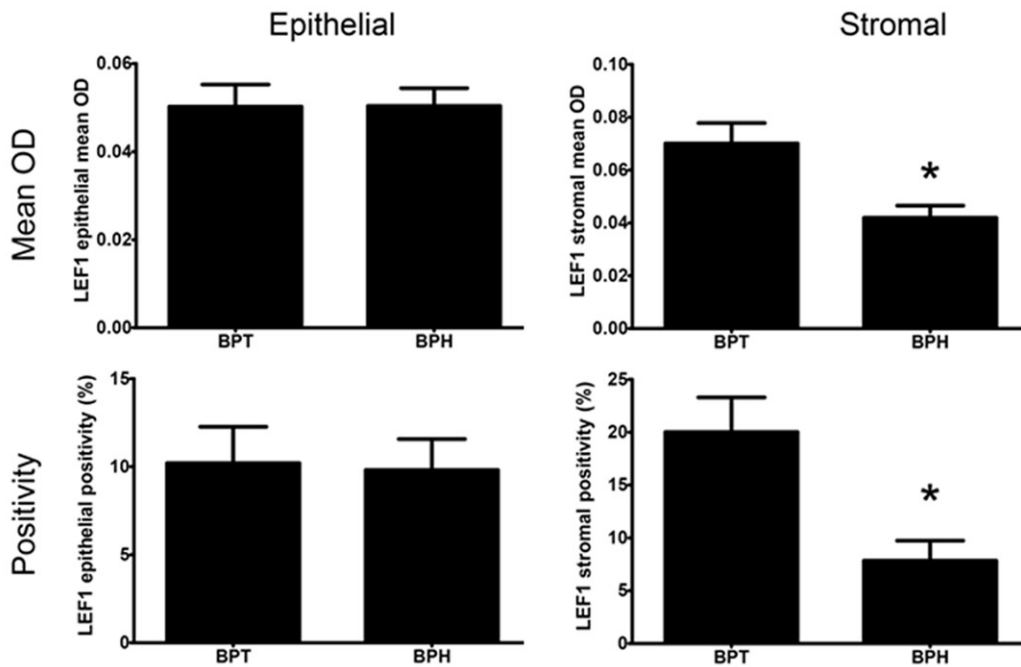 Epithelial
Stromal
Mean OD
LEF1 epithelial mean OD
0.06
0.04
0.02
0.00
BPT
BPH
LEF1 stromal mean OD
0.10
0.08
0.06
0.04
0.02
0.00
*
BPT
BPH
Positivity
LEF1 epithelial positivity (%)
15
10
5
0
BPT
BPH
LEF1 stromal positivity (%)
25
20
15
10
5
0
*
BPT
BPH